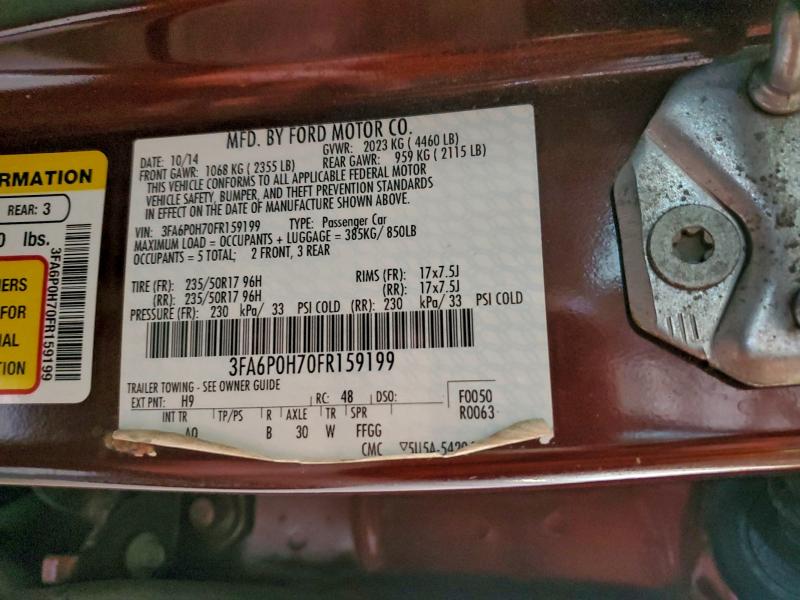 MFD. BY FORD MOTOR CO.
DATE: 10/14 GVWR: 2023 KG ( 4460 LB)
FRONT GAWR: 1068 KG ( 2355 LB) REAR GAWR: 959 KG ( 2115 LB)
THIS VEHICLE CONFORMS TO ALL APPLICABLE FEDERAL MOTOR
VEHICLE SAFETY, BUMPER, AND THEFT PREVENTION STANDARDS
IN EFFECT ON THE DATE OF MANUFACTURE SHOWN ABOVE.
VIN: 3FA6P0H70FR159199 TYPE: Passenger Car
MAXIMUM LOAD = OCCUPANTS + LUGGAGE = 385KG/ 850LB
OCCUPANTS = 5 TOTAL; 2 FRONT, 3 REAR
TIRE (FR): 235/50R17 96H RIMS (FR): 17x7.5J
(RR): 235/50R17 96H (RR): 17x7.5J
PRESSURE (FR): 230 kPa/ 33 PSI COLD (RR): 230 kPa/ 33 PSI COLD
3FA6P0H70FR159199
TRAILER TOWING - SEE OWNER GUIDE
EXT PNT: H9 RC: 48 DSO: F0050
INT TR TP/PS R AXLE TR SPR R0063
B 30 W FFGG
CMC
RMATION
REAR: 3
0 lbs.
3FA6P0H70FR159199
FOR